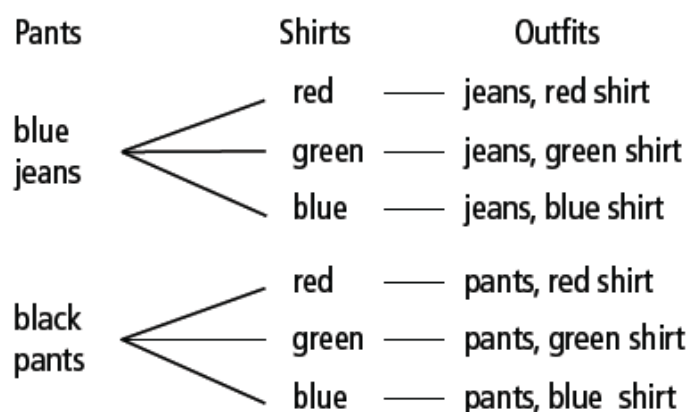 Pants Shirts Outfits
red jeans, red shirt
blue
jeans
green jeans, green shirt
blue jeans, blue shirt
red pants, red shirt
black
pants
green pants, green shirt
blue pants, blue shirt